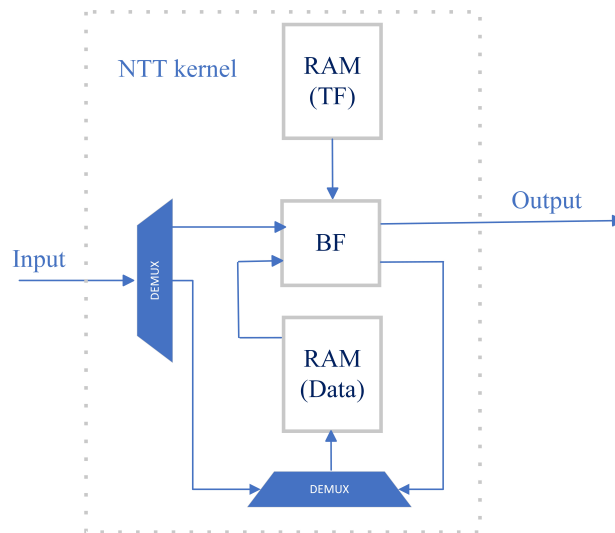 NTT kernel
RAM
(TF)
Output
BF
Input
DEMUX
RAM
(Data)
DEMUX